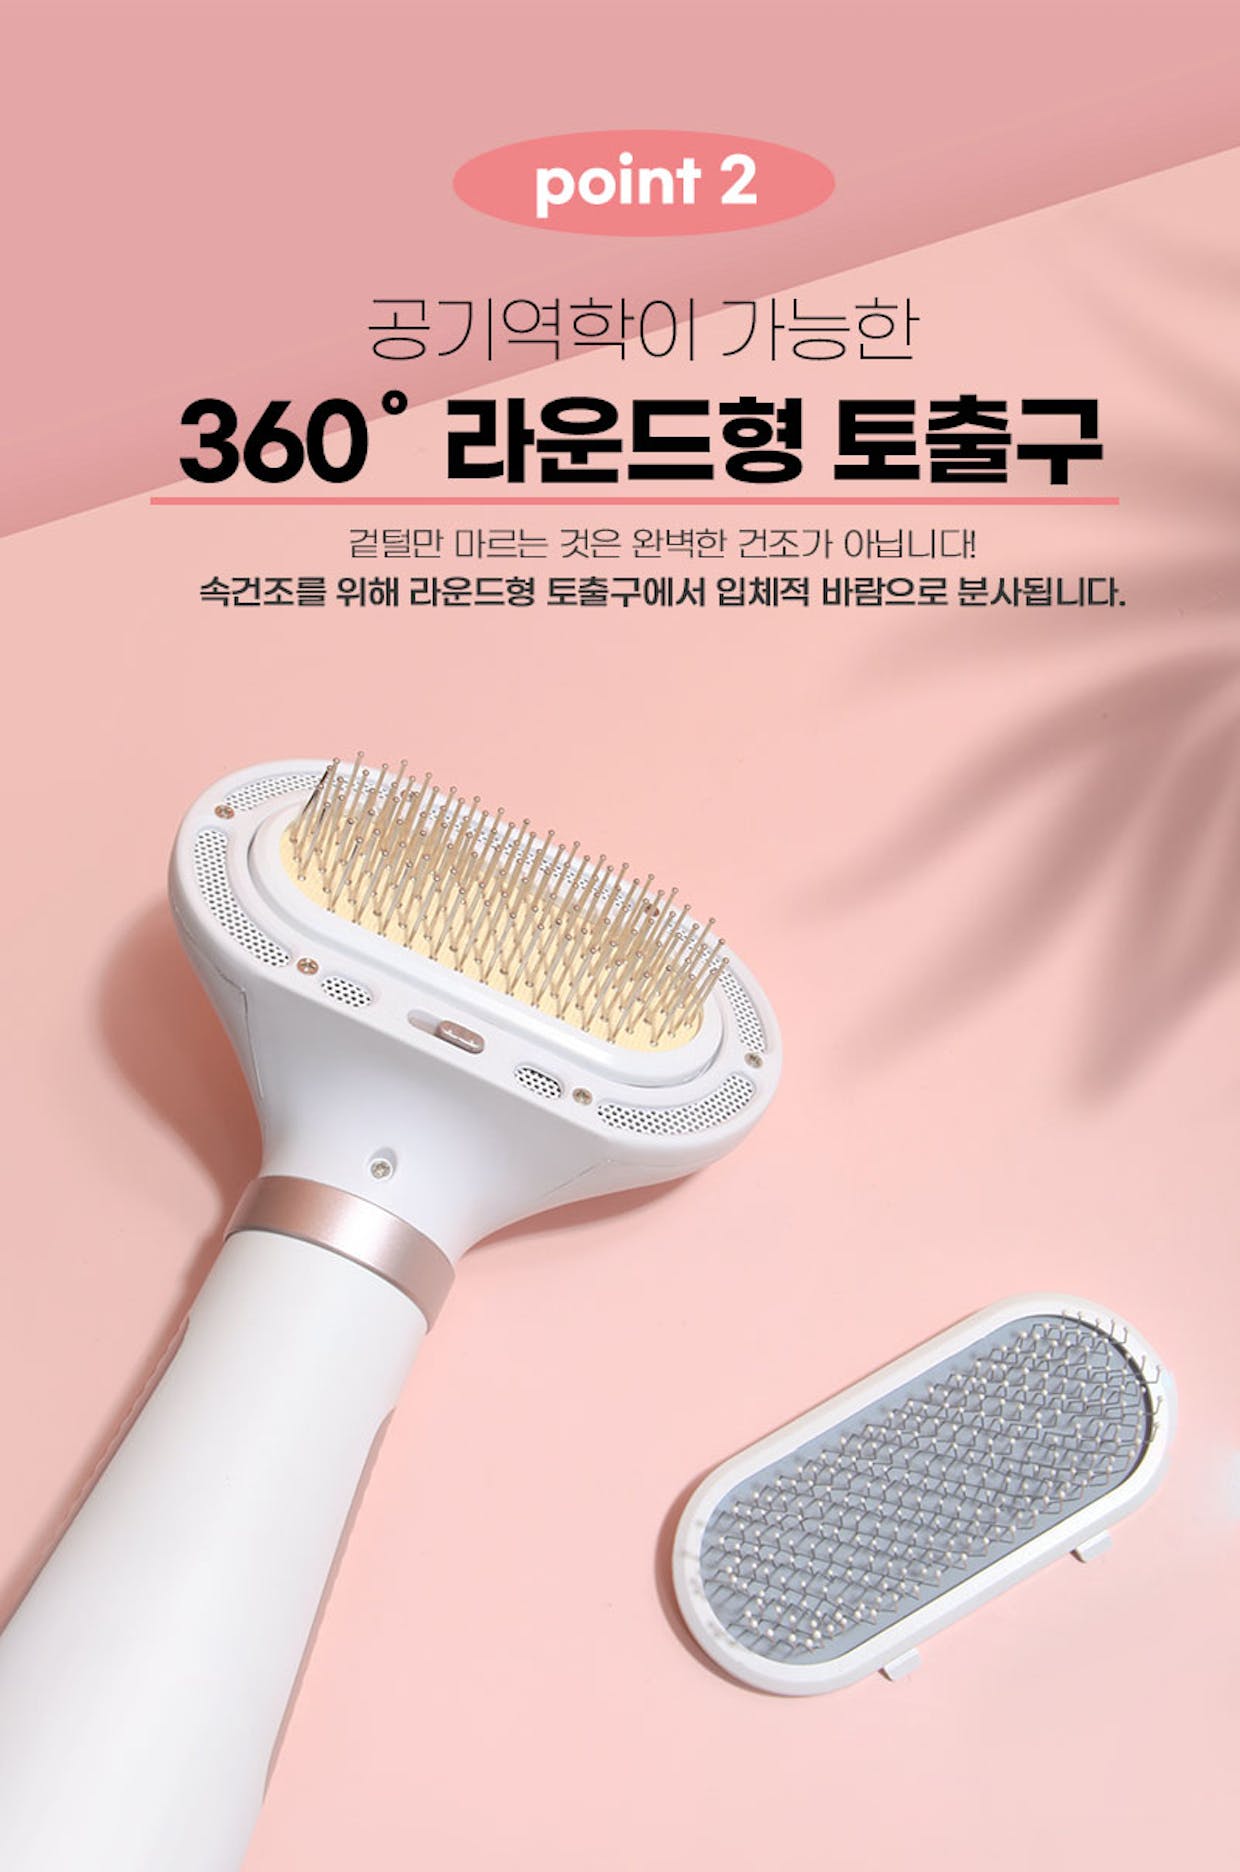 point 2
공기역학이 가능한
360° 라운드형 토출구
겉털만 마르는 것은 완벽한 건조가 아닙니다!
속건조를 위해 라운드형 토출구에서 입체적 바람으로 분사됩니다.